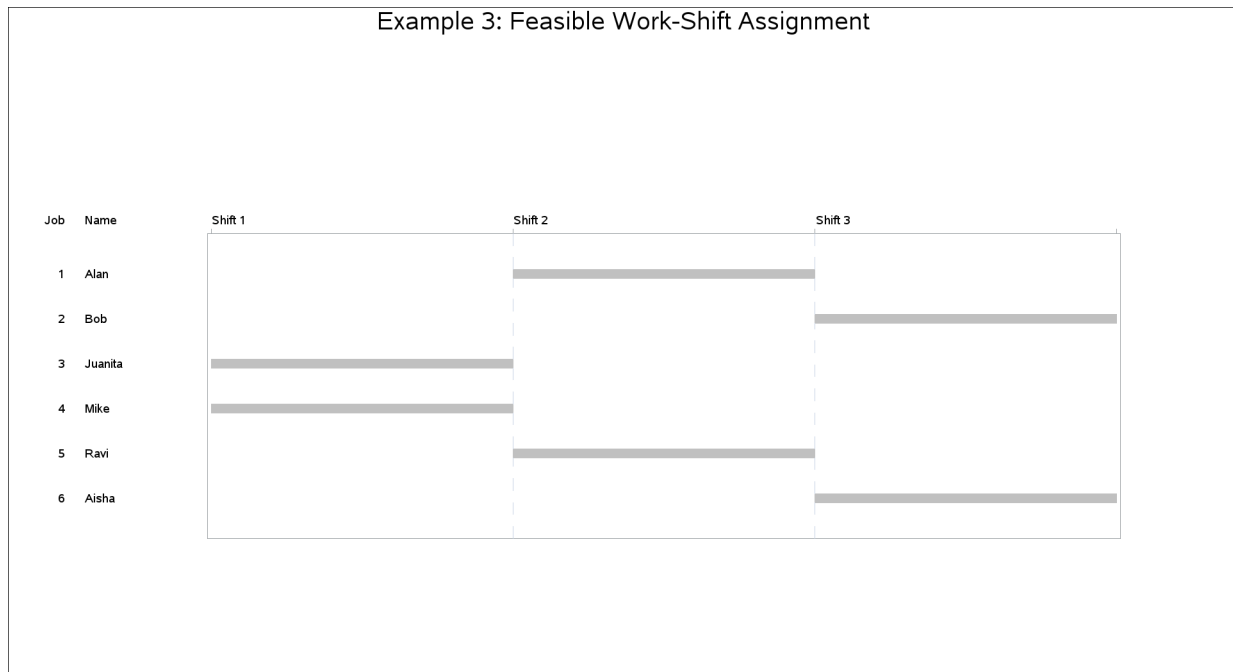 Example 3: Feasible Work-Shift Assignment
Job Name Shift 1 Shift 2 Shift 3
1 Alan
2 Bob
3 Juanita
4 Mike
5 Ravi
6 Aisha